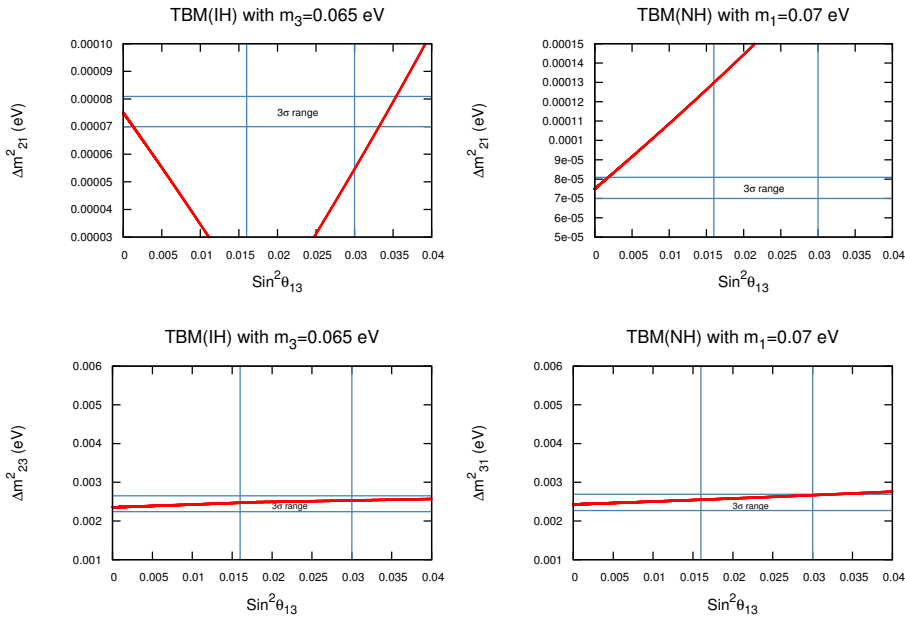 TBM(IH) with m₃=0.065 eV
Δm²₂₁ (eV)
0.00010
0.00009
0.00008
0.00007
0.00006
0.00005
0.00004
0.00003
3σ range
0 0.005 0.01 0.015 0.02 0.025 0.03 0.035 0.04
Sin²θ₁₃
TBM(NH) with m₁=0.07 eV
Δm²₂₁ (eV)
0.00015
0.00014
0.00013
0.00012
0.00011
0.0001
9e-05
8e-05
7e-05
6e-05
5e-05
3σ range
0 0.005 0.01 0.015 0.02 0.025 0.03 0.035 0.04
Sin²θ₁₃
TBM(IH) with m₃=0.065 eV
Δm²₂₃ (eV)
0.006
0.005
0.004
0.003
0.002
0.001
3σ range
0 0.005 0.01 0.015 0.02 0.025 0.03 0.035 0.04
Sin²θ₁₃
TBM(NH) with m₁=0.07 eV
Δm²₃₁ (eV)
0.006
0.005
0.004
0.003
0.002
0.001
3σ range
0 0.005 0.01 0.015 0.02 0.025 0.03 0.035 0.04
Sin²θ₁₃